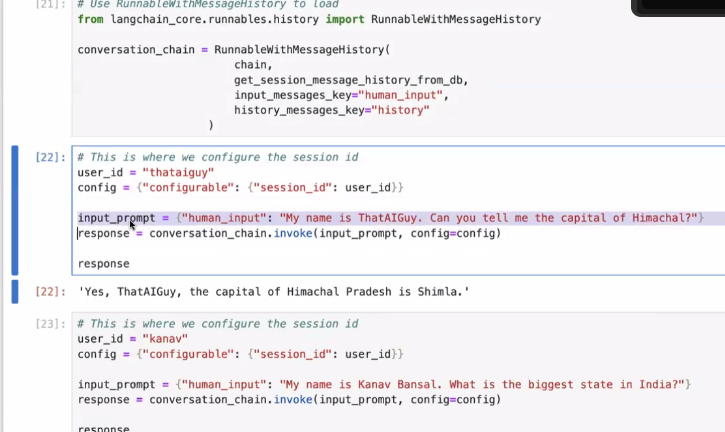 [21]: # Use RunnableWithMessageHistory to load
from langchain_core.runnables.history import RunnableWithMessageHistory
conversation_chain = RunnableWithMessageHistory(
chain,
get_session_message_history_from_db,
input_messages_key="human_input",
history_messages_key="history"
)
[22]: # This is where we configure the session id
user_id = "thataiguy"
config = {"configurable": {"session_id": user_id}}
input_prompt = {"human_input": "My name is ThatAIGuy. Can you tell me the capital of Himachal?"}
response = conversation_chain.invoke(input_prompt, config=config)
response
[22]: 'Yes, ThatAIGuy, the capital of Himachal Pradesh is Shimla.'
[23]: # This is where we configure the session id
user_id = "kanav"
config = {"configurable": {"session_id": user_id}}
input_prompt = {"human_input": "My name is Kanav Bansal. What is the biggest state in India?"}
response = conversation_chain.invoke(input_prompt, config=config)
response